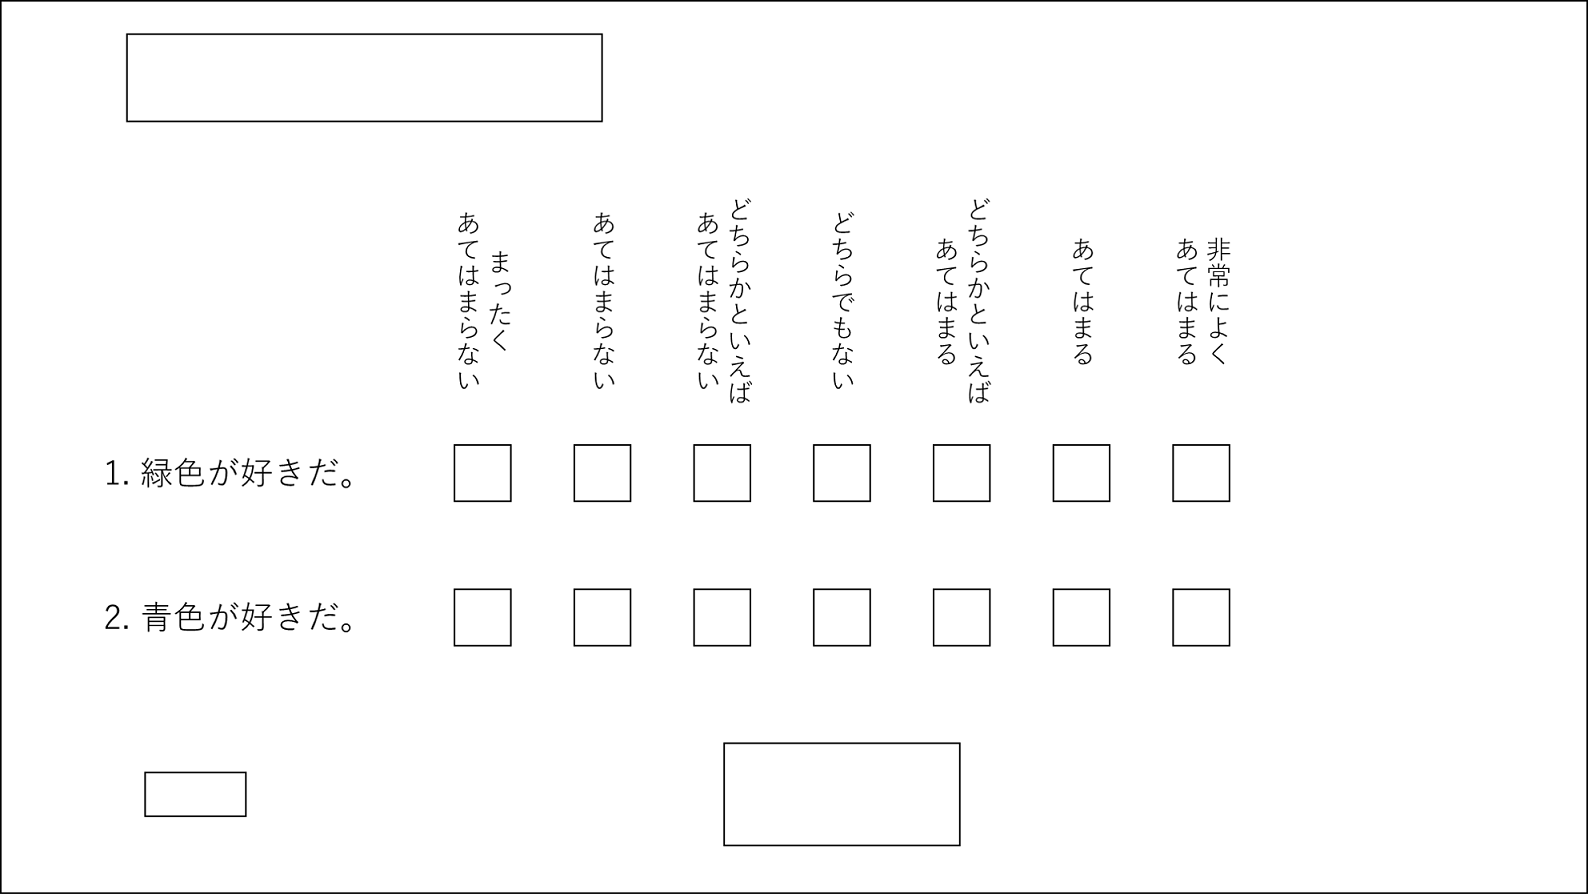 まったく
あてはまらない
あてはまらない
どちらかといえば
あてはまらない
どちらでもない
どちらかといえば
あてはまる
あてはまる
非常によく
あてはまる
1. 緑色が好きだ。
2. 青色が好きだ。